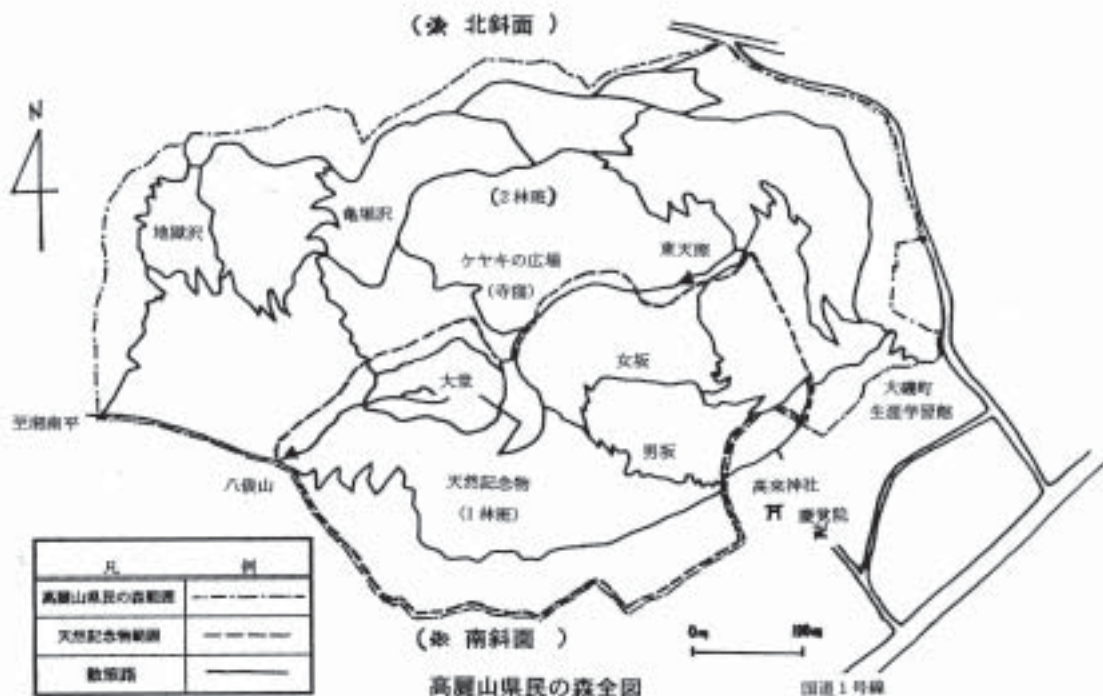 北斜面
N
地獄沢
亀堀沢
(2林班)
東天照
ケヤキの広場
(寺窪)
女坂
大堂
大磯町
生涯学習館
至湘南平
男坂
八俵山
天然記念物
(1林班)
高来神社
慶覚院
凡 例
高麗山県民の森範囲
天然記念物範囲
散策路
南斜面
0m 100m
高麗山県民の森全図
国道1号線